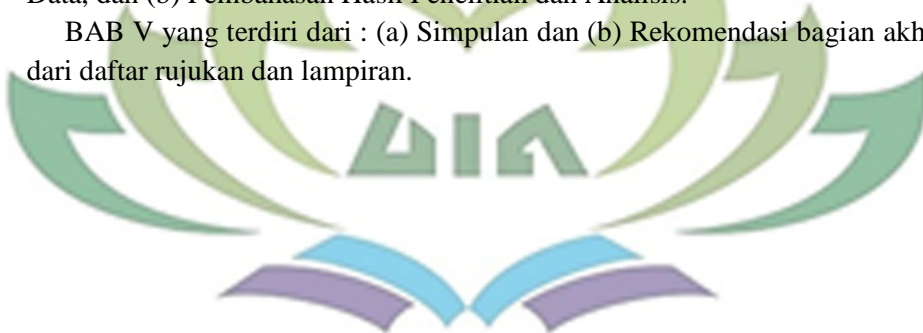 Data, dan (b) Pembahasan Hasil Penelitian dan Analisis.
BAB V yang terdiri dari : (a) Simpulan dan (b) Rekomendasi bagian
dari daftar rujukan dan lampiran.
UIN